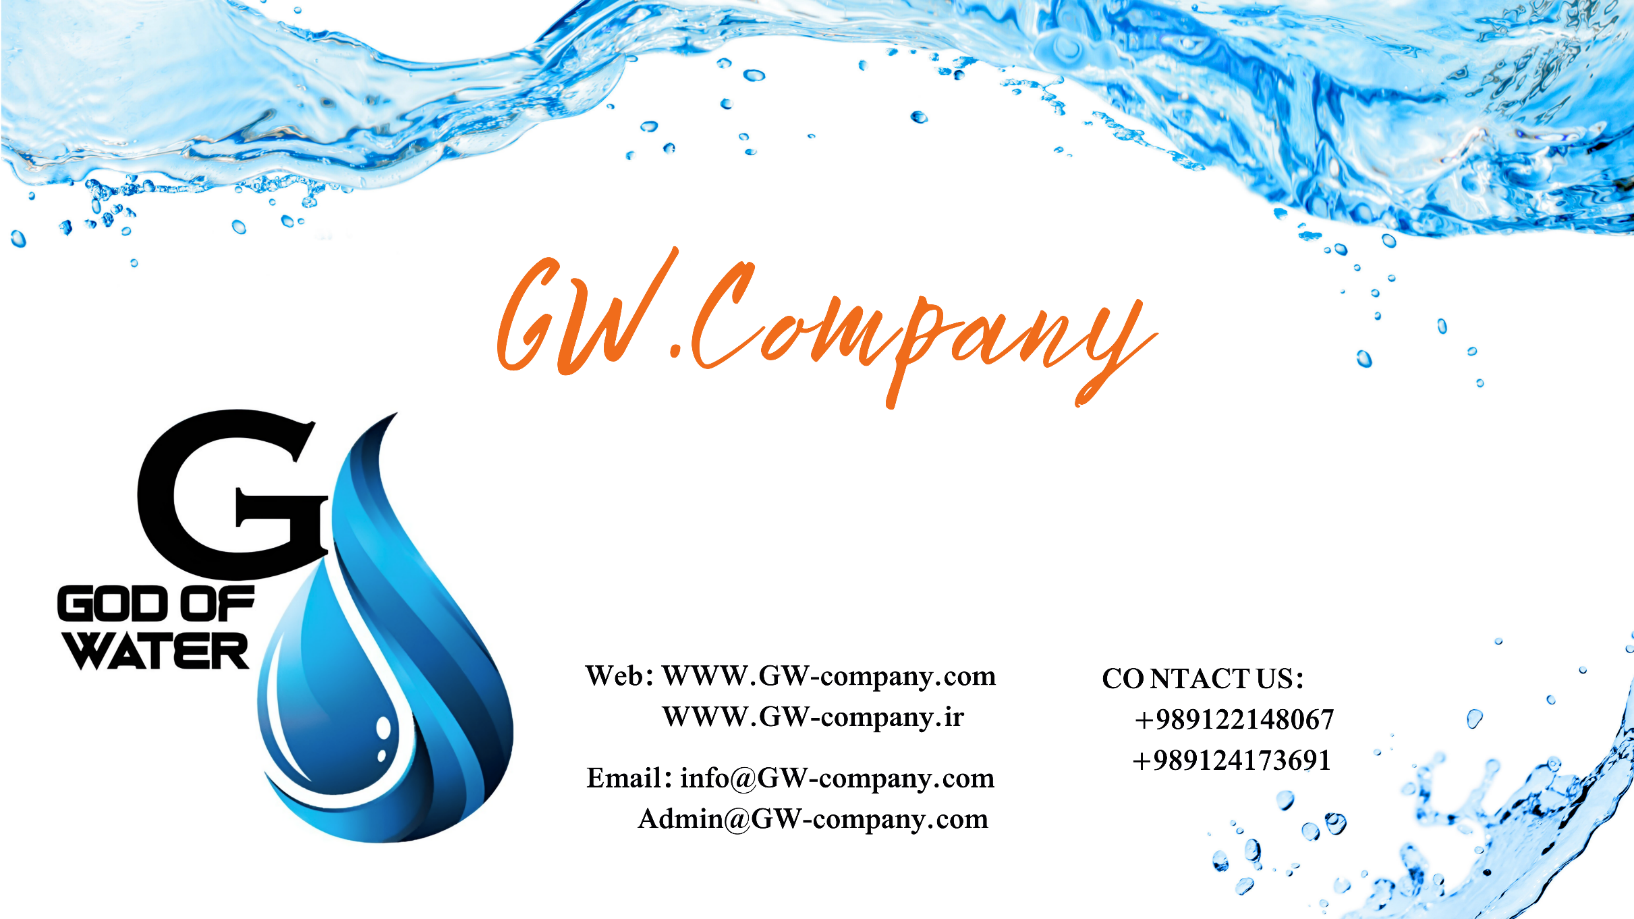 GW.Company
G
GOD OF
WATER
Web: WWW.GW-company.com
WWW.GW-company.ir
Email: info@GW-company.com
Admin@GW-company.com
CO NTACT US:
+989122148067
+989124173691